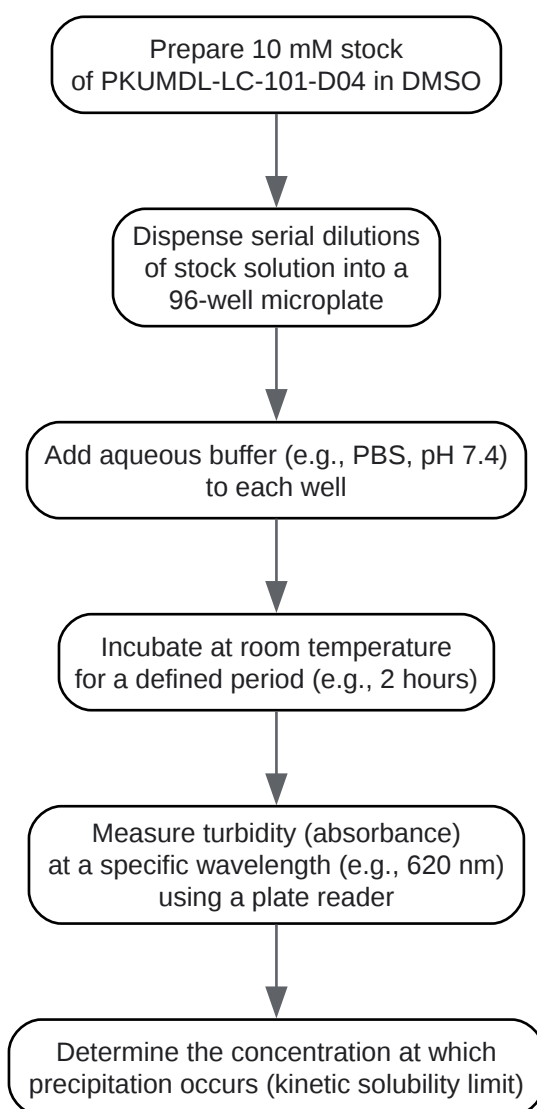 Prepare 10 mM stock
of PKUMDL-LC-101-D04 in DMSO
Dispense serial dilutions
of stock solution into a
96-well microplate
Add aqueous buffer (e.g., PBS, pH 7.4)
to each well
Incubate at room temperature
for a defined period (e.g., 2 hours)
Measure turbidity (absorbance)
at a specific wavelength (e.g., 620 nm)
using a plate reader
Determine the concentration at which
precipitation occurs (kinetic solubility limit)